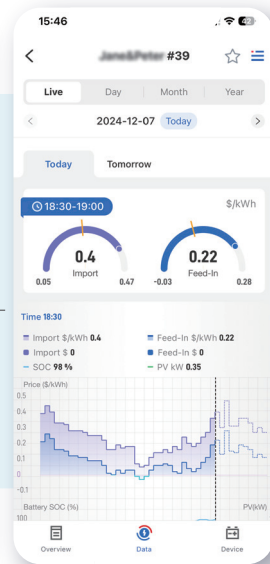 15:46
#39
Live Day Month Year
2024-12-07 Today
Today Tomorrow
18:30-19:00 $/kWh
0.4 0.22
Import Feed-In
0.05 0.47 -0.03 0.28
Time 18:30
Import $/kWh 0.4 Feed-In $/kWh 0.22
Import $ 0 Feed-In $ 0
SOC 98 % PV kW 0.35
Price ($/kWh)
0.5
0.4
0.3
0.2
0.1
0
-0.1
Battery SOC (%) PV(kW)
100
Overview Data Device